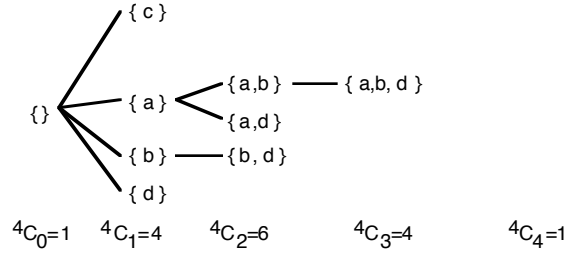 { c }
{a,b} { a,b, d }
{ a }
{ }
{a,d}
{ b } { b, d }
{ d }
⁴C₀=1 ⁴C₁=4 ⁴C₂=6 ⁴C₃=4 ⁴C₄=1